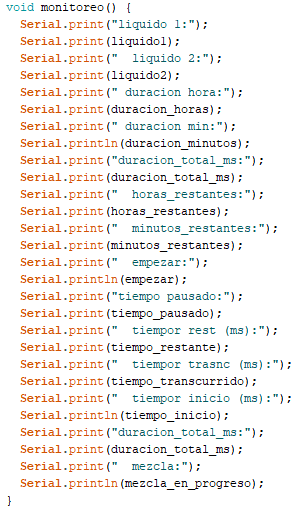 void monitoreo() {
  Serial.print("liquido 1:");
  Serial.print(liquido1);
  Serial.print("  liquido 2:");
  Serial.print(liquido2);
  Serial.print(" duracion hora:");
  Serial.print(duracion_horas);
  Serial.print(" duracion min:");
  Serial.println(duracion_minutos);
  Serial.print("duracion_total_ms:");
  Serial.print(duracion_total_ms);
  Serial.print("  horas_restantes:");
  Serial.print(horas_restantes);
  Serial.print("  minutos_restantes:");
  Serial.print(minutos_restantes);
  Serial.print("  empezar:");
  Serial.println(empezar);
  Serial.print("tiempo pausado:");
  Serial.print(tiempo_pausado);
  Serial.print("  tiempor rest (ms):");
  Serial.print(tiempo_restante);
  Serial.print("  tiempor trasnc (ms):");
  Serial.print(tiempo_transcurrido);
  Serial.print("  tiempor inicio (ms):");
  Serial.println(tiempo_inicio);
  Serial.print("duracion_total_ms:");
  Serial.print(duracion_total_ms);
  Serial.print("  mezcla:");
  Serial.println(mezcla_en_progreso);
}